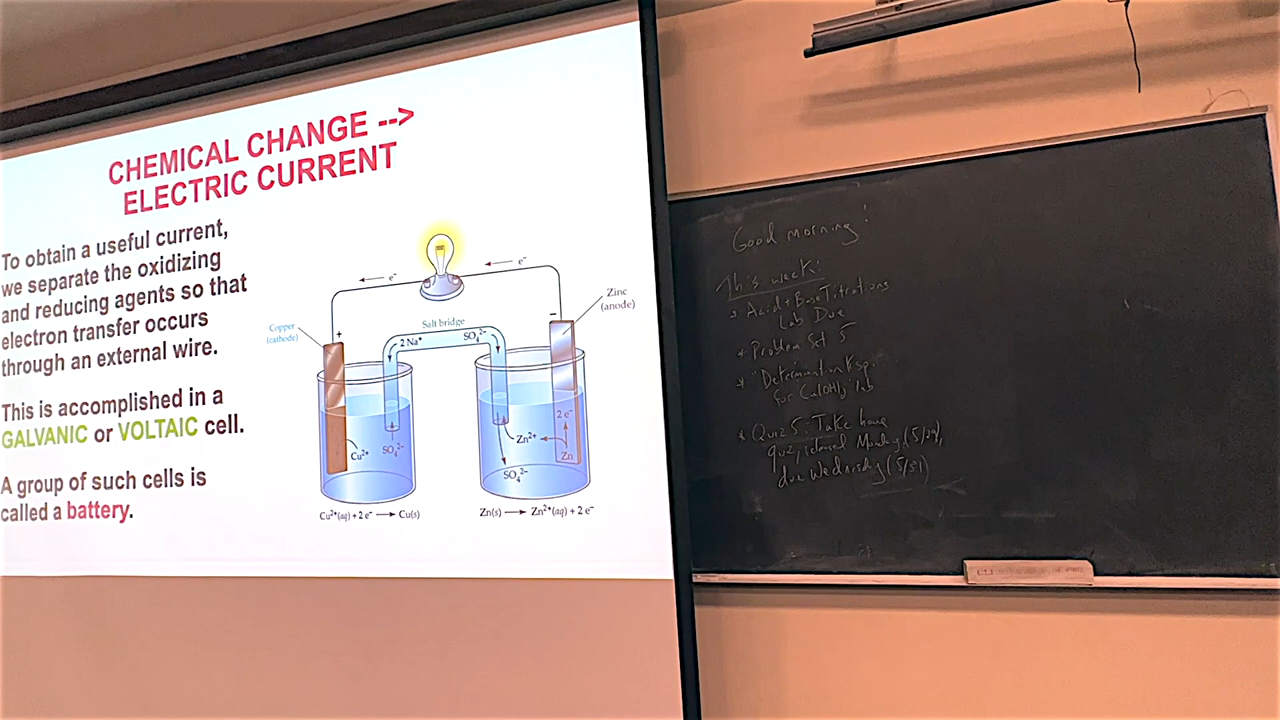 CHEMICAL CHANGE -->
ELECTRIC CURRENT
To obtain a useful current,
we separate the oxidizing
and reducing agents so that
electron transfer occurs
through an external wire.
This is accomplished in a
GALVANIC or VOLTAIC cell.
A group of such cells is
called a battery.
e⁻
e⁻
Copper
(cathode)
+
Salt bridge
2 Na⁺
SO₄²⁻
−
Zinc
(anode)
Cu²⁺
SO₄²⁻
Zn²⁺
SO₄²⁻
2 e⁻
Zn
Cu²⁺(aq) + 2 e⁻ ⟶ Cu(s)
Zn(s) ⟶ Zn²⁺(aq) + 2 e⁻
Good morning!
This week:
* Acid + Base Titrations
Lab Due
* Problem Set 5
* "Determination Ksp
for Ca(OH)₂" lab
* Quiz 5: Take home
quiz, released Monday (5/29),
due Wednesday (5/31)